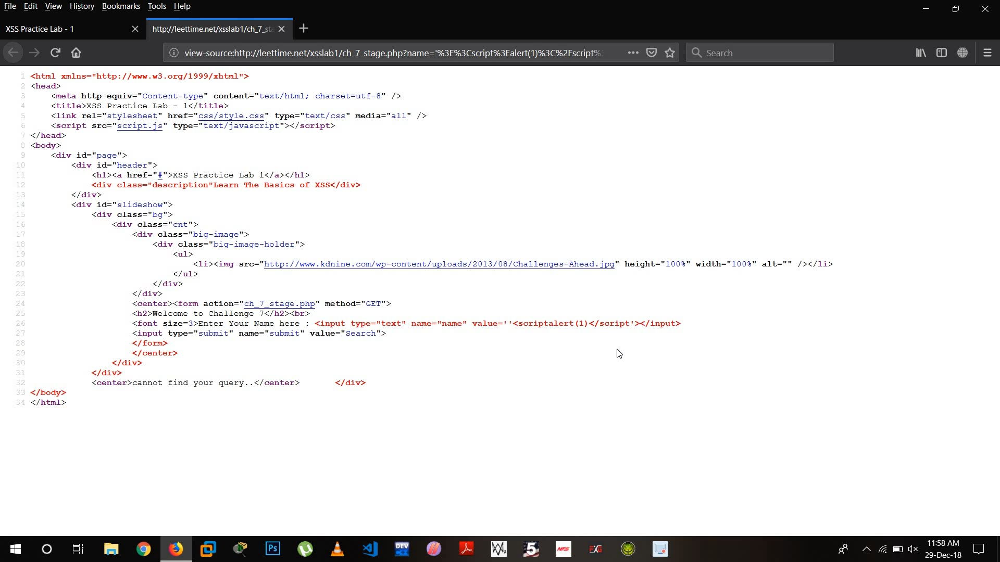 File Edit View History Bookmarks Tools Help
XSS Practice Lab - 1
http://leettime.net/xsslab1/ch_7_sta
view-source:http://leettime.net/xsslab1/ch_7_stage.php?name='%3E%3Cscript%3Ealert(1)%3C%2Fscript%
Search
1 <html xmlns="http://www.w3.org/1999/xhtml">
2 <head>
3 <meta http-equiv="Content-type" content="text/html; charset=utf-8" />
4 <title>XSS Practice Lab - 1</title>
5 <link rel="stylesheet" href="css/style.css" type="text/css" media="all" />
6 <script src="script.js" type="text/javascript"></script>
7 </head>
8 <body>
9 <div id="page">
10 <div id="header">
11 <h1><a href="#">XSS Practice Lab 1</a></h1>
12 <div class="description"Learn The Basics of XSS</div>
13 </div>
14 <div id="slideshow">
15 <div class="bg">
16 <div class="cnt">
17 <div class="big-image">
18 <div class="big-image-holder">
19 <ul>
20 <li><img src="http://www.kdnine.com/wp-content/uploads/2013/08/Challenges-Ahead.jpg" height="100%" width="100%" alt="" /></li>
21 </ul>
22 </div>
23 </div>
24 <center><form action="ch_7_stage.php" method="GET">
25 <h2>Welcome to Challenge 7</h2><br>
26 <font size=3>Enter Your Name here : <input type="text" name="name" value=''<scriptalert(1)</script'></input>
27 <input type="submit" name="submit" value="Search">
28 </form>
29 </center>
30 </div>
31 </div>
32 <center>cannot find your query..</center> </div>
33 </body>
34 </html>
Ps
DEV
5
NFS
FXG
11:58 AM
29-Dec-18